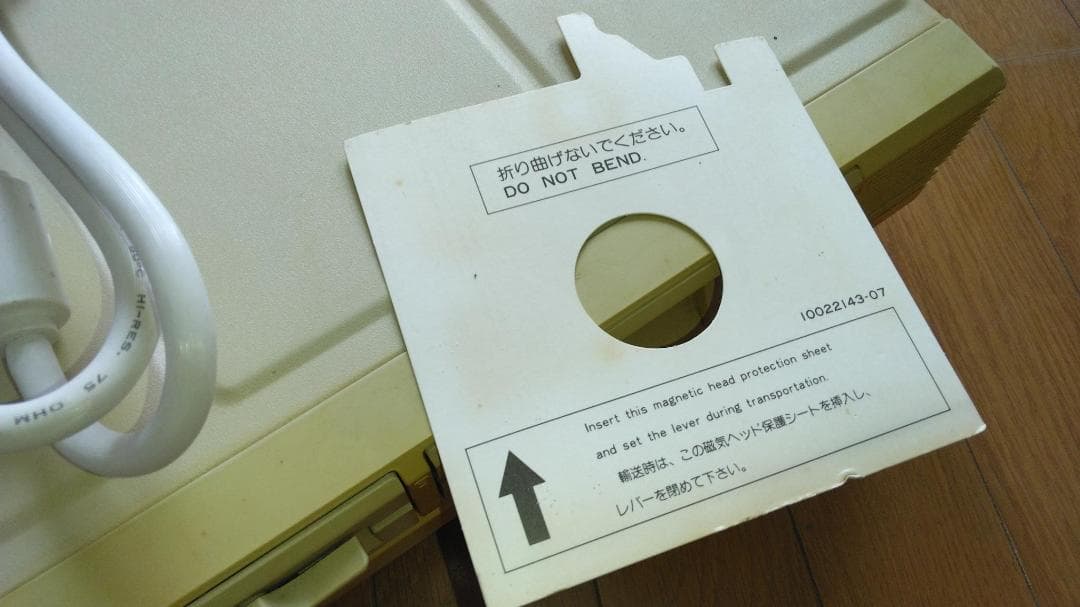 折り曲げないでください。
DO NOT BEND.
10022143-07
Insert this magnetic head protection sheet
and set the lever during transportation.
輸送時は、この磁気ヘッド保護シートを挿入し、
レバーを閉めて下さい。
HI-RES. 75 OHM